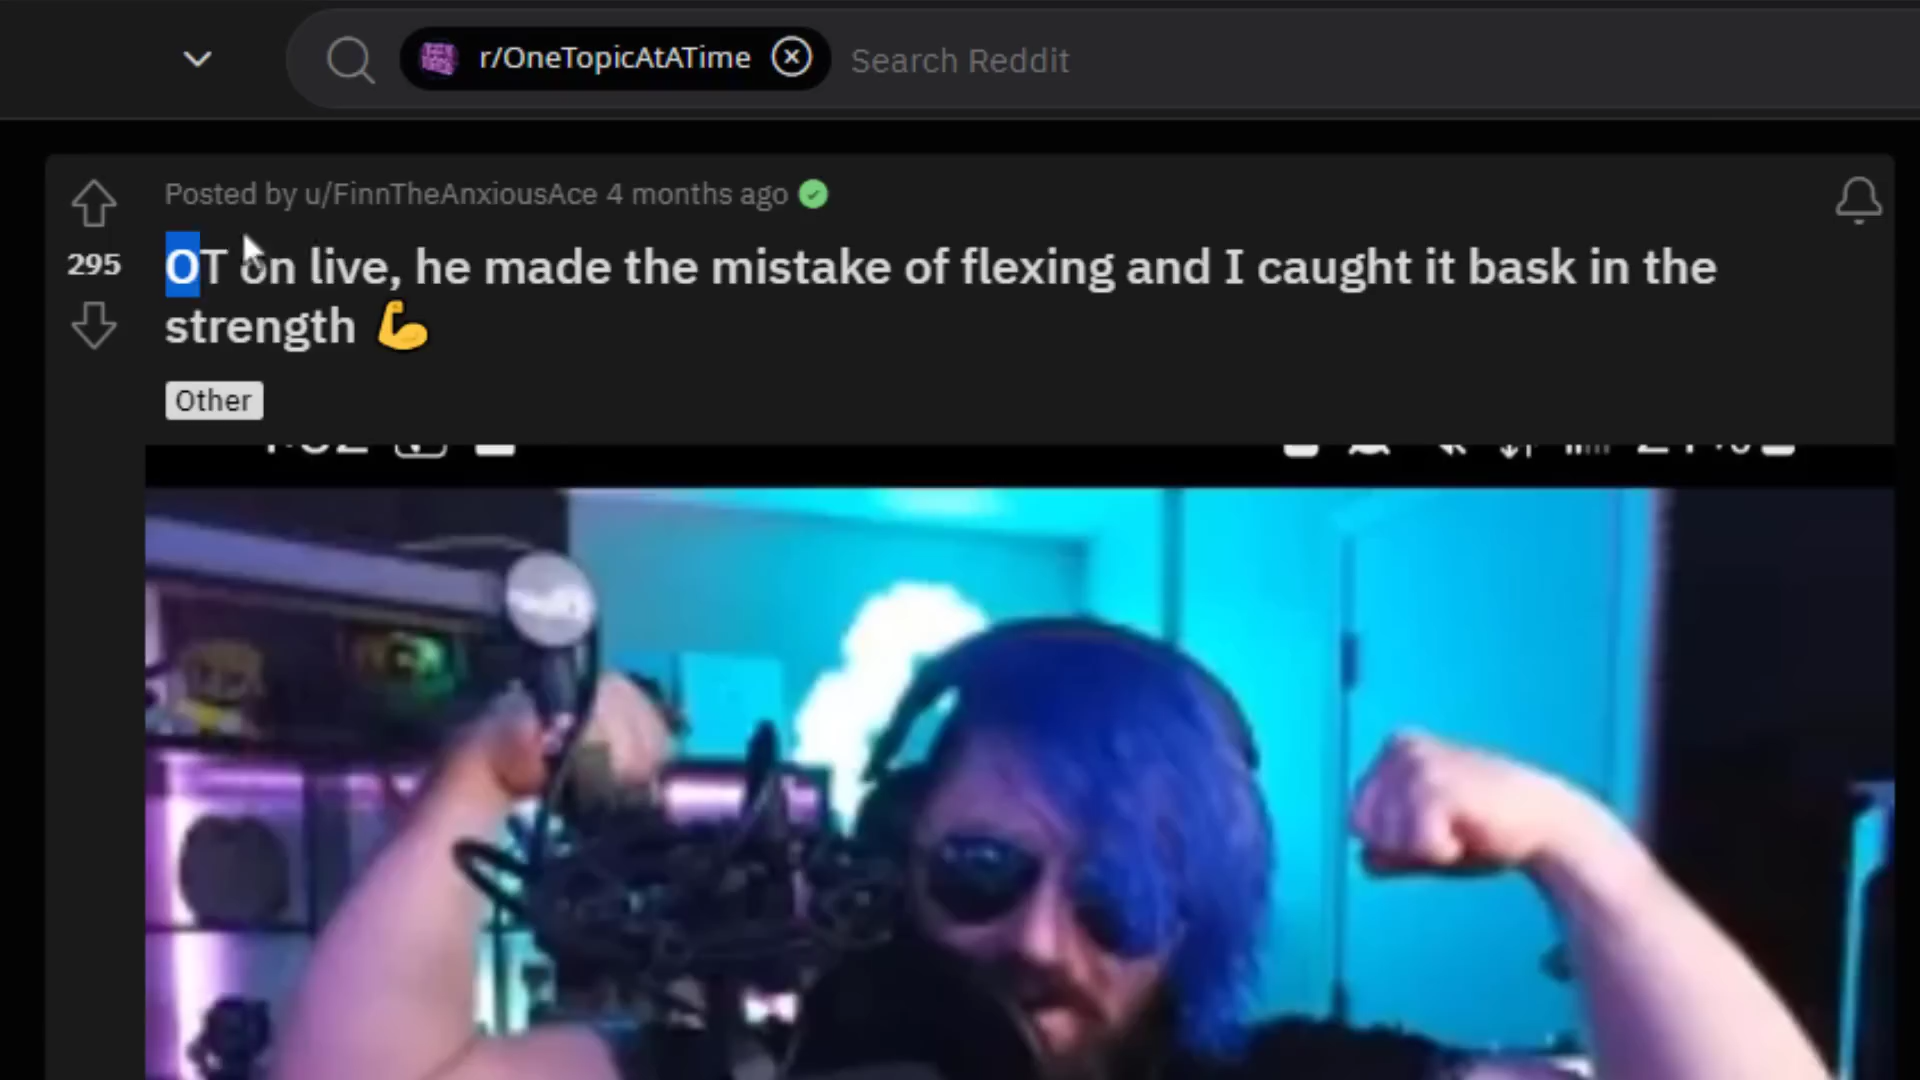 r/OneTopicAtATime Search Reddit
Posted by u/FinnTheAnxiousAce 4 months ago
295
OT on live, he made the mistake of flexing and I caught it bask in the
strength 💪
Other